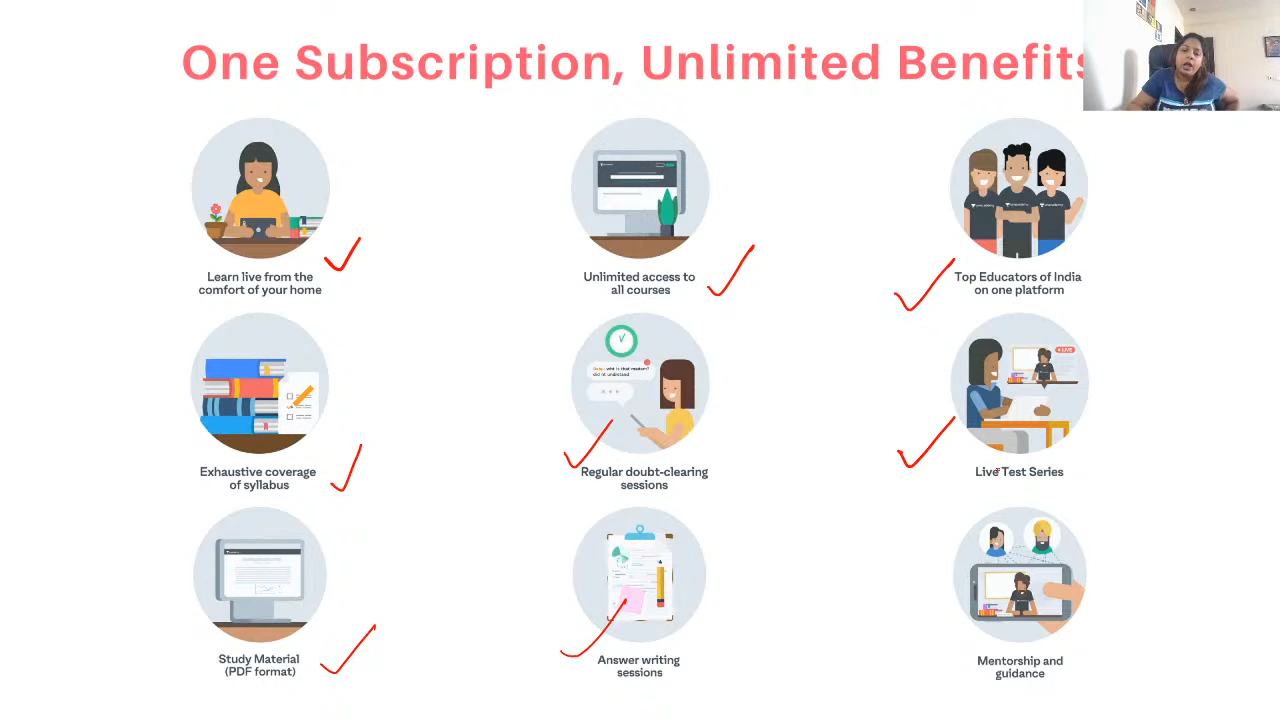 One Subscription, Unlimited Benefits
Learn live from the
comfort of your home
Unlimited access to
all courses
Top Educators of India
on one platform
LIVE
Exhaustive coverage
of syllabus
Regular doubt-clearing
sessions
Live Test Series
Study Material
(PDF format)
Answer writing
sessions
Mentorship and
guidance